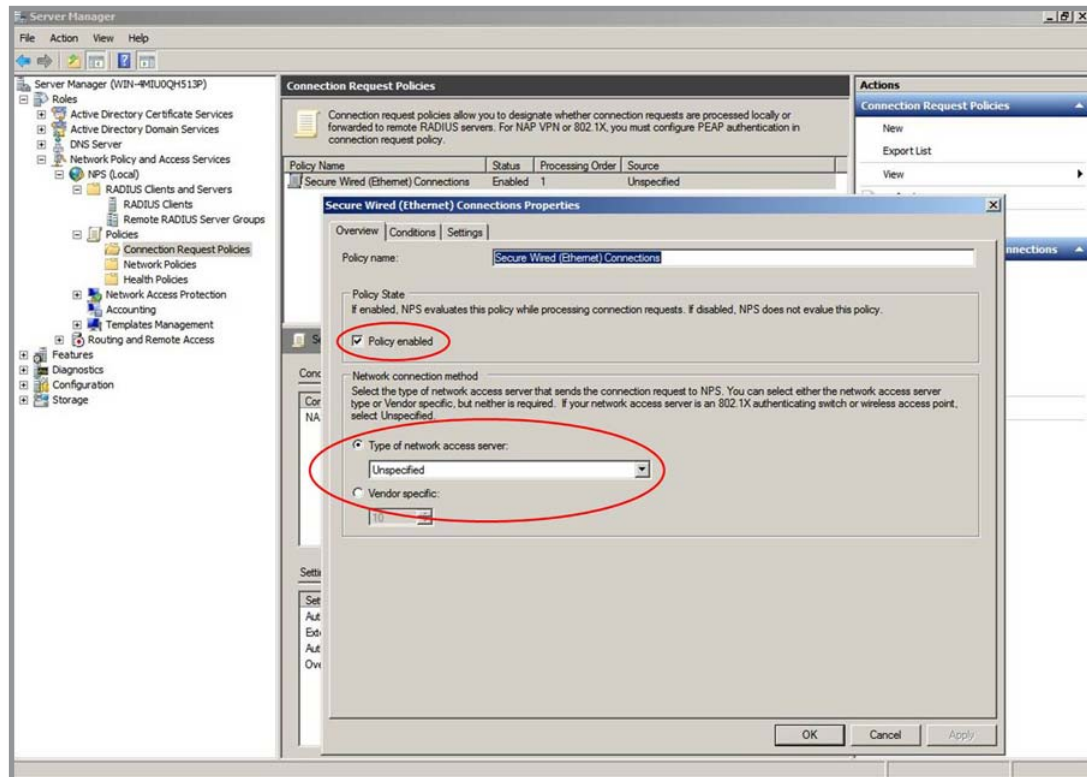 Server Manager
File Action View Help
Server Manager (WIN-4MIU0QH513P)
Roles
Active Directory Certificate Services
Active Directory Domain Services
DNS Server
Network Policy and Access Services
NPS (Local)
RADIUS Clients and Servers
RADIUS Clients
Remote RADIUS Server Groups
Policies
Connection Request Policies
Network Policies
Health Policies
Network Access Protection
Accounting
Templates Management
Routing and Remote Access
Features
Diagnostics
Configuration
Storage
Connection Request Policies
Connection request policies allow you to designate whether connection requests are processed locally or
forwarded to remote RADIUS servers. For NAP VPN or 802.1X, you must configure PEAP authentication in
connection request policy.
Policy Name Status Processing Order Source
Secure Wired (Ethernet) Connections Enabled 1 Unspecified
Secure Wired (Ethernet) Connections Properties
Overview Conditions Settings
Policy name: Secure Wired (Ethernet) Connections
Policy State
If enabled, NPS evaluates this policy while processing connection requests. If disabled, NPS does not evaluate this policy.
Policy enabled
Network connection method
Select the type of network access server that sends the connection request to NPS. You can select either the network access server
type or Vendor specific, but neither is required. If your network access server is an 802.1X authenticating switch or wireless access point,
select Unspecified.
Type of network access server:
Unspecified
Vendor specific:
10
OK Cancel Apply
Cond
Con
NA
Settin
Set
Aut
Exte
Aut
Ove
Actions
Connection Request Policies
New
Export List
View
nnections